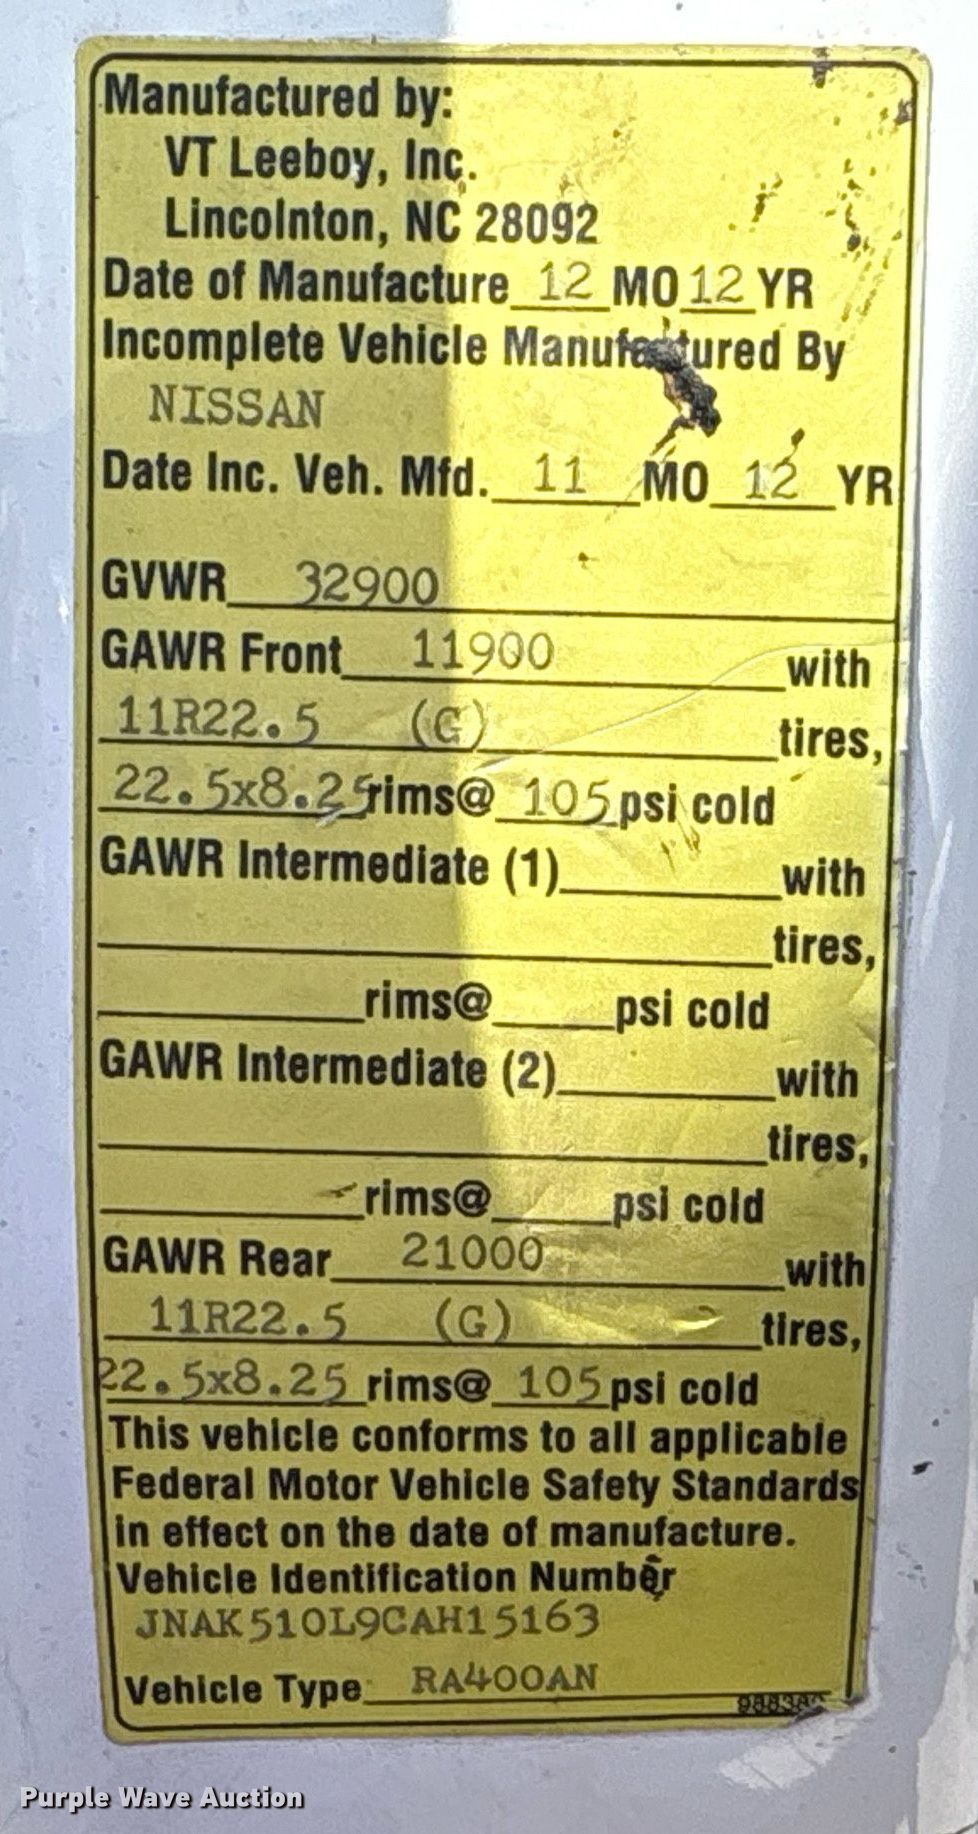 Manufactured by:
VT Leeboy, Inc.
Lincolnton, NC 28092
Date of Manufacture 12 MO 12 YR
Incomplete Vehicle Manufactured By
NISSAN
Date Inc. Veh. Mfd. 11 MO 12 YR
GVWR 32900
GAWR Front 11900 with
11R22.5 (G) tires,
22.5x8.25 rims@ 105 psi cold
GAWR Intermediate (1) with
tires,
rims@ psi cold
GAWR Intermediate (2) with
tires,
rims@ psi cold
GAWR Rear 21000 with
11R22.5 (G) tires,
22.5x8.25 rims@ 105 psi cold
This vehicle conforms to all applicable
Federal Motor Vehicle Safety Standards
in effect on the date of manufacture.
Vehicle Identification Number
JNAK510L9CAH15163
Vehicle Type RA400AN
Purple Wave Auction